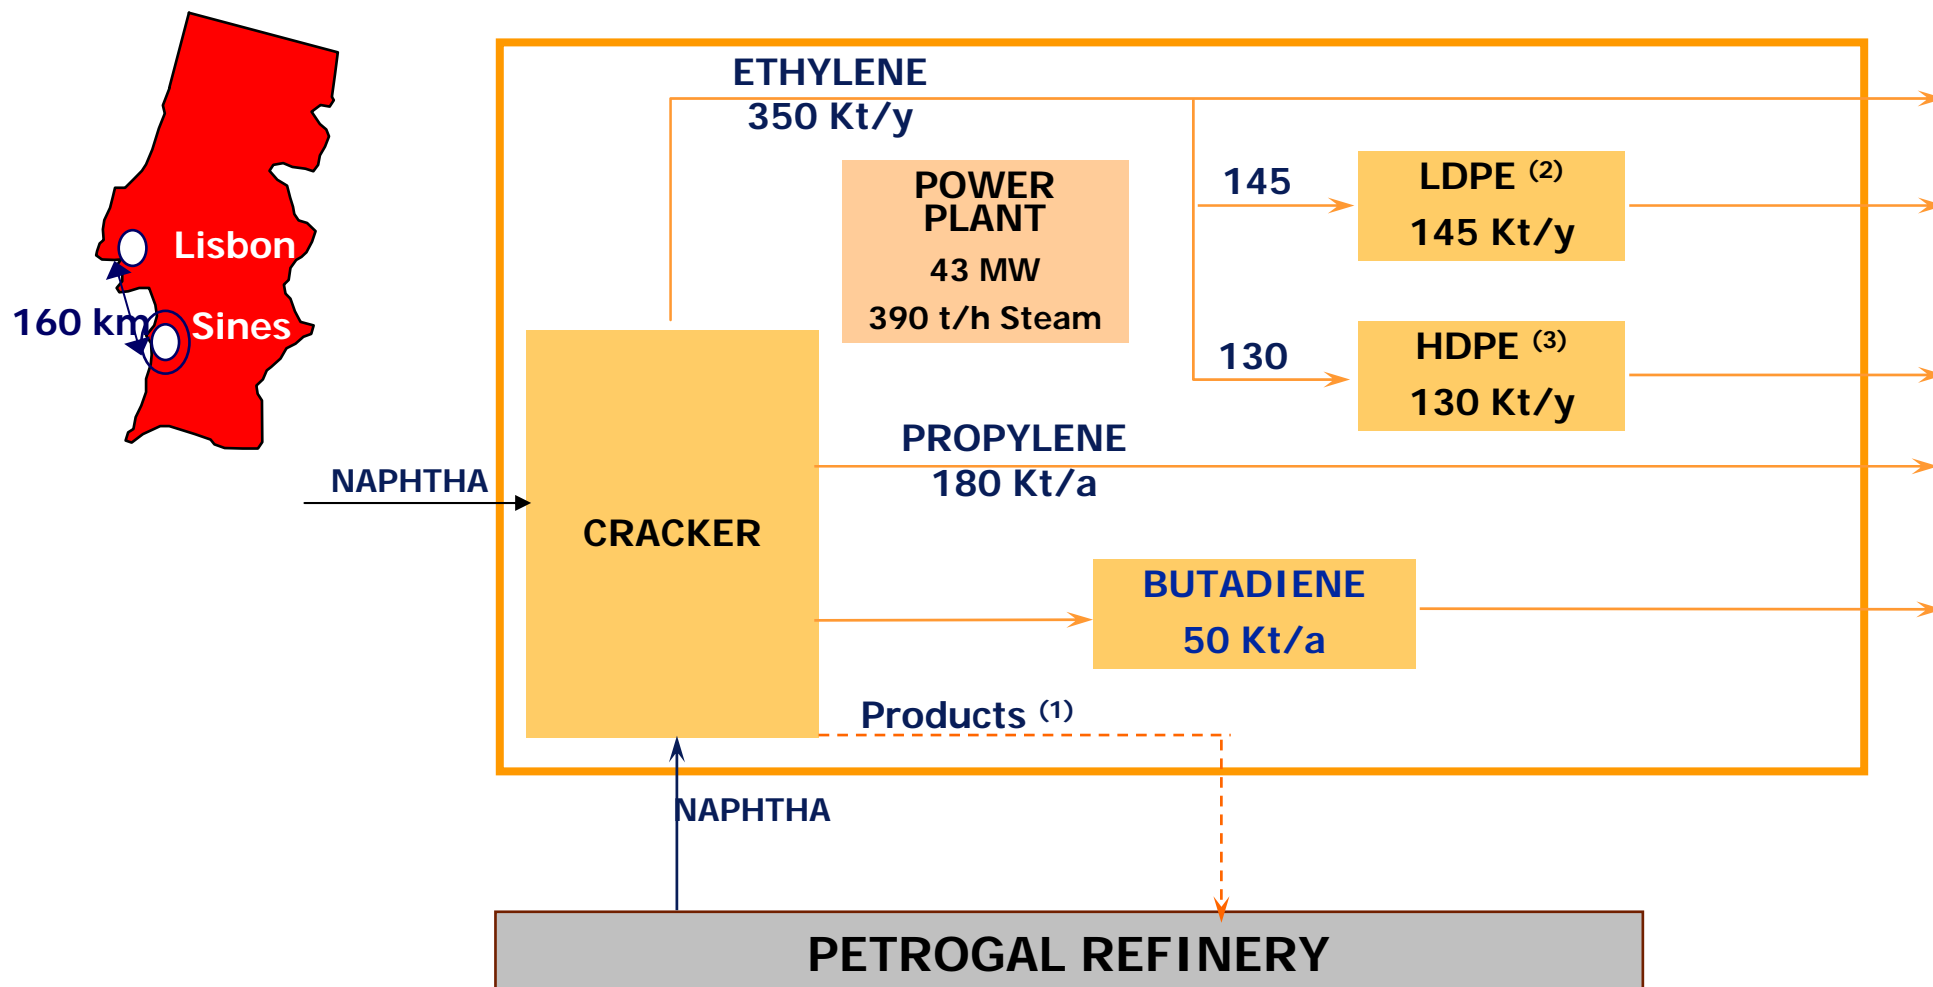 ETHYLENE
350 Kt/y
POWER
PLANT
43 MW
390 t/h Steam
145
LDPE (2)
145 Kt/y
Lisbon
160 km
Sines
130
HDPE (3)
130 Kt/y
PROPYLENE
180 Kt/a
NAPHTHA
CRACKER
BUTADIENE
50 Kt/a
Products (1)
NAPHTHA
PETROGAL REFINERY